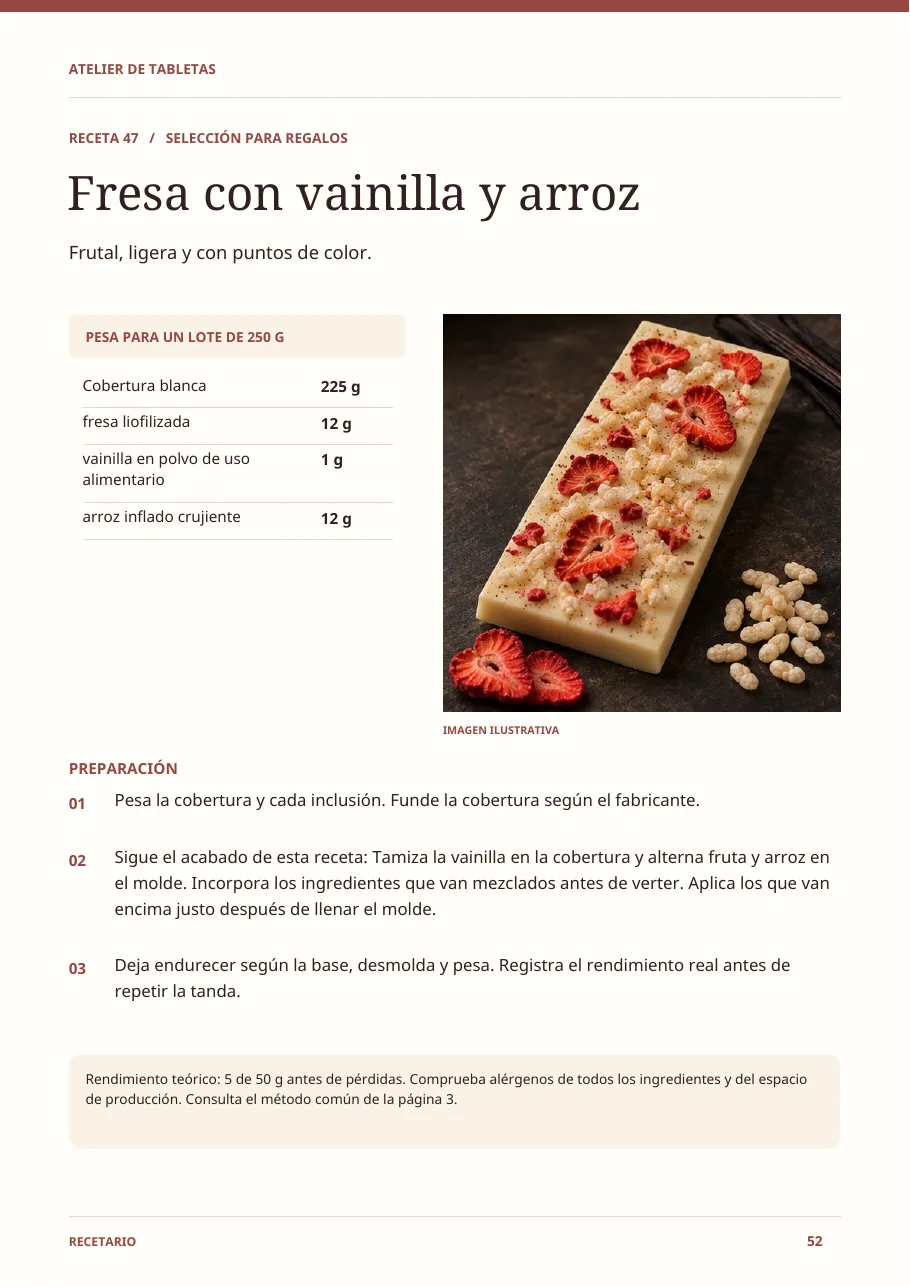 ATELIER DE TABLETAS
RECETA 47 / SELECCIÓN PARA REGALOS
Fresa con vainilla y arroz
Frutal, ligera y con puntos de color.
PESA PARA UN LOTE DE 250 G
Cobertura blanca 225 g
fresa liofilizada 12 g
vainilla en polvo de uso 1 g
alimentario
arroz inflado crujiente 12 g
IMAGEN ILUSTRATIVA
PREPARACIÓN
01 Pesa la cobertura y cada inclusión. Funde la cobertura según el fabricante.
02 Sigue el acabado de esta receta: Tamiza la vainilla en la cobertura y alterna fruta y arroz en
el molde. Incorpora los ingredientes que van mezclados antes de verter. Aplica los que van
encima justo después de llenar el molde.
03 Deja endurecer según la base, desmolda y pesa. Registra el rendimiento real antes de
repetir la tanda.
Rendimiento teórico: 5 de 50 g antes de pérdidas. Comprueba alérgenos de todos los ingredientes y del espacio
de producción. Consulta el método común de la página 3.
RECETARIO 52